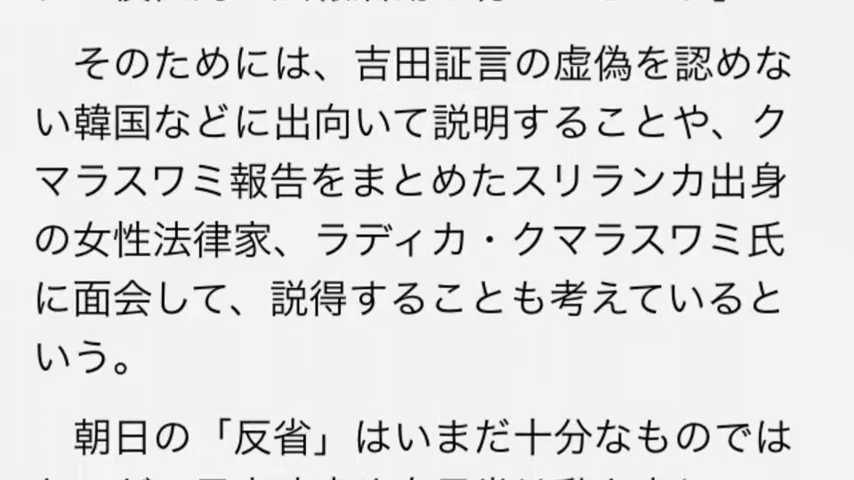 そのためには、吉田証言の虚偽を認めな
い韓国などに出向いて説明することや、ク
マラスワミ報告をまとめたスリランカ出身
の女性法律家、ラディカ・クマラスワミ氏
に面会して、説得することも考えていると
いう。
朝日の「反省」はいまだ十分なものでは